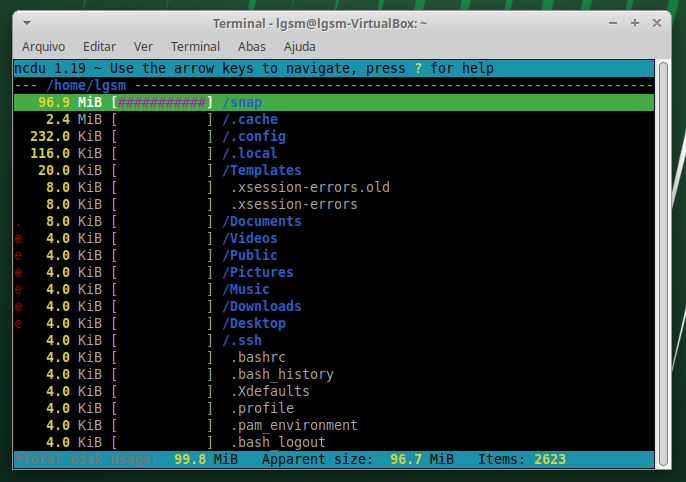 Terminal - lgsm@lgsm-VirtualBox: ~
Arquivo Editar Ver Terminal Abas Ajuda
ncdu 1.19 ~ Use the arrow keys to navigate, press ? for help
--- /home/lgsm ------------------------------------------------------------------
96.9 MiB [###########] /snap
2.4 MiB [           ] /.cache
232.0 KiB [           ] /.config
116.0 KiB [           ] /.local
20.0 KiB [           ] /Templates
8.0 KiB [           ]  .xsession-errors.old
8.0 KiB [           ]  .xsession-errors
. 8.0 KiB [           ] /Documents
e 4.0 KiB [           ] /Videos
e 4.0 KiB [           ] /Public
e 4.0 KiB [           ] /Pictures
e 4.0 KiB [           ] /Music
e 4.0 KiB [           ] /Downloads
e 4.0 KiB [           ] /Desktop
4.0 KiB [           ] /.ssh
4.0 KiB [           ]  .bashrc
4.0 KiB [           ]  .bash_history
4.0 KiB [           ]  .Xdefaults
4.0 KiB [           ]  .profile
4.0 KiB [           ]  .pam_environment
4.0 KiB [           ]  .bash_logout
*Total disk usage:  99.8 MiB   Apparent size:  96.7 MiB   Items: 2623